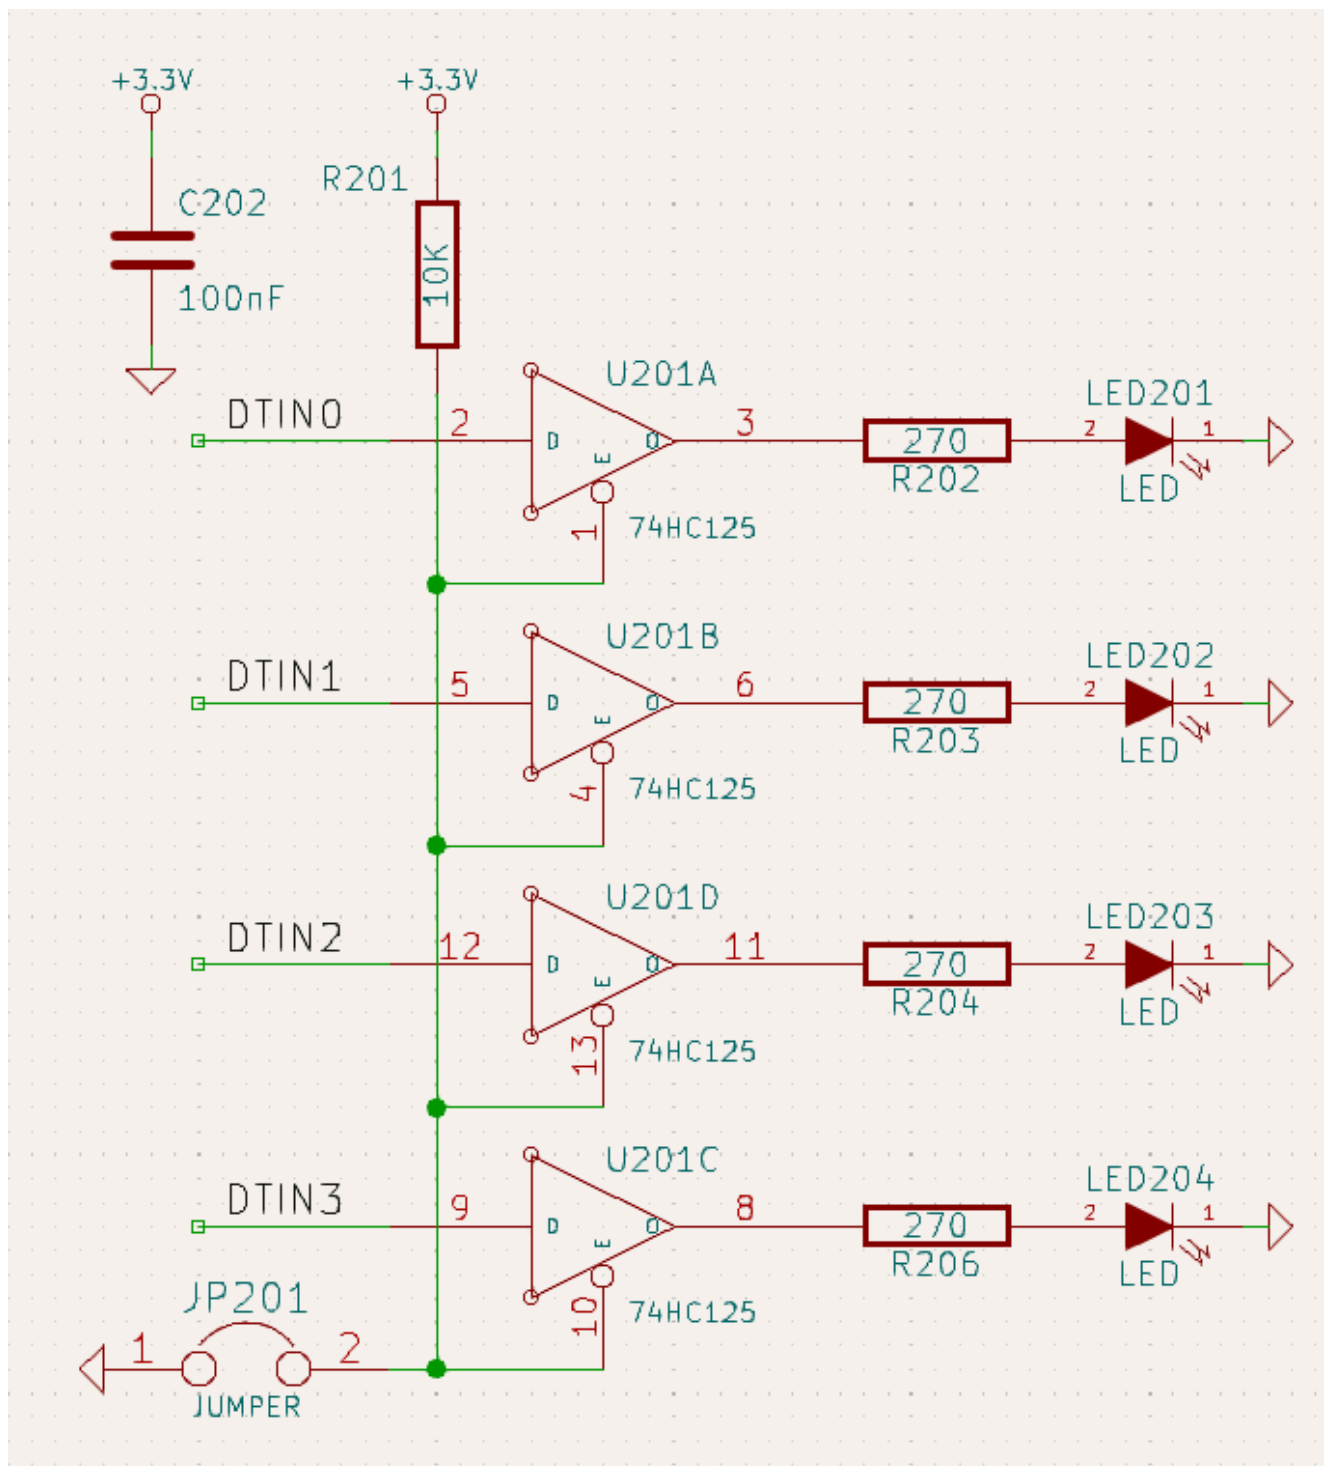 +3.3V
+3.3V
R201
C202
10K
100nF
U201A
LED201
DTIN0
2
D
E
O
3
270
2
1
R202
LED
1
74HC125
U201B
LED202
DTIN1
5
D
E
O
6
270
2
1
R203
LED
4
74HC125
U201D
LED203
DTIN2
12
D
E
O
11
270
2
1
R204
LED
13
74HC125
U201C
LED204
DTIN3
9
D
E
O
8
270
2
1
R206
LED
10
74HC125
JP201
1
2
JUMPER